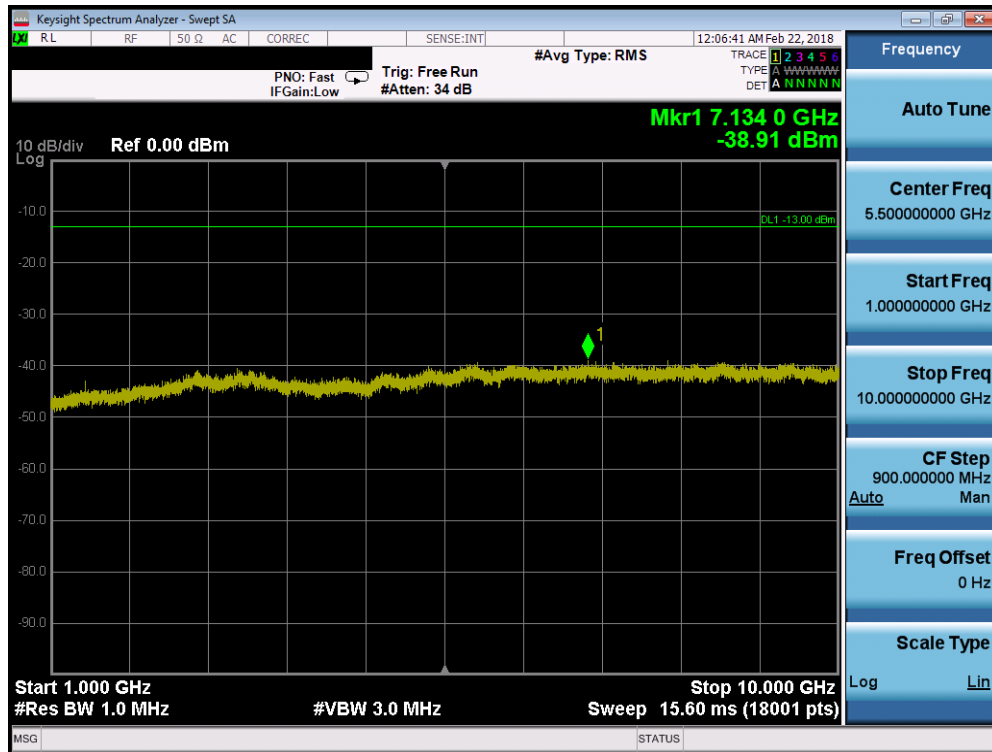 Keysight Spectrum Analyzer - Swept SA
LXI RL RF 50 Ω AC CORREC SENSE:INT 12:06:41 AM Feb 22, 2018
#Avg Type: RMS
TRACE 1 2 3 4 5 6
PNO: Fast Trig: Free Run
TYPE A WWWWW
IFGain:Low #Atten: 34 dB
DET A N N N N N
Mkr1 7.134 0 GHz
-38.91 dBm
10 dB/div Ref 0.00 dBm
Log
-10.0
DL1 -13.00 dBm
-20.0
-30.0
1
-40.0
-50.0
-60.0
-70.0
-80.0
-90.0
Start 1.000 GHz Stop 10.000 GHz
#Res BW 1.0 MHz #VBW 3.0 MHz Sweep 15.60 ms (18001 pts)
MSG STATUS
Frequency
Auto Tune
Center Freq
5.500000000 GHz
Start Freq
1.000000000 GHz
Stop Freq
10.000000000 GHz
CF Step
900.000000 MHz
Auto Man
Freq Offset
0 Hz
Scale Type
Log Lin